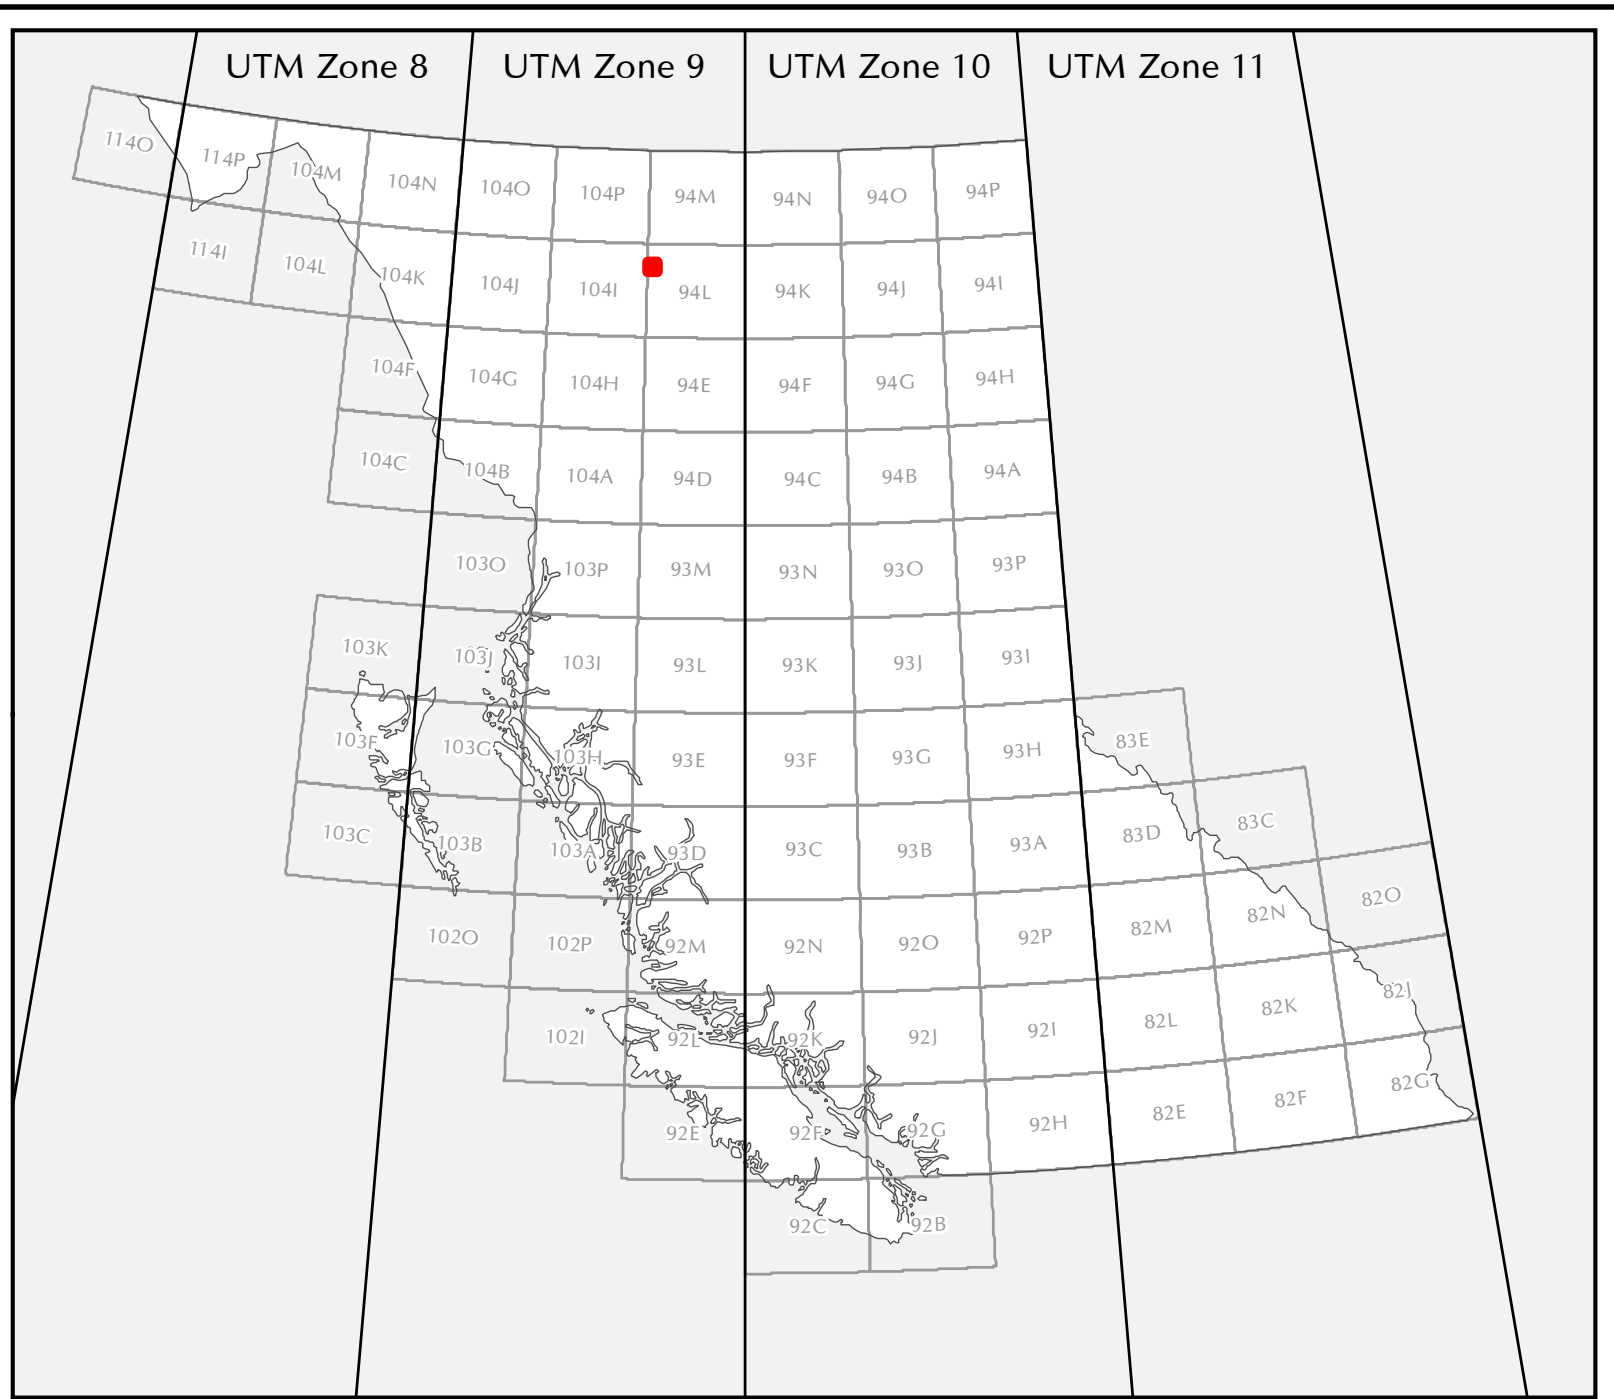 UTM Zone 8 UTM Zone 9 UTM Zone 10 UTM Zone 11
114O 114P 104M 104N 104O 104P 94M 94N 94O 94P
114I 104L 104K 104J 104I 94L 94K 94J 94I
104F 104G 104H 94E 94F 94G 94H
104C 104B 104A 94D 94C 94B 94A
103O 103P 93M 93N 93O 93P
103K 103J 103I 93L 93K 93J 93I
103F 103G 103H 93E 93F 93G 93H 83E
103C 103B 103A 93D 93C 93B 93A 83D 83C
102O 102P 92M 92N 92O 92P 82M 82N 82O
102I 92L 92K 92J 92I 82L 82K 82J
92E 92F 92G 92H 82E 82F 82G
92C 92B